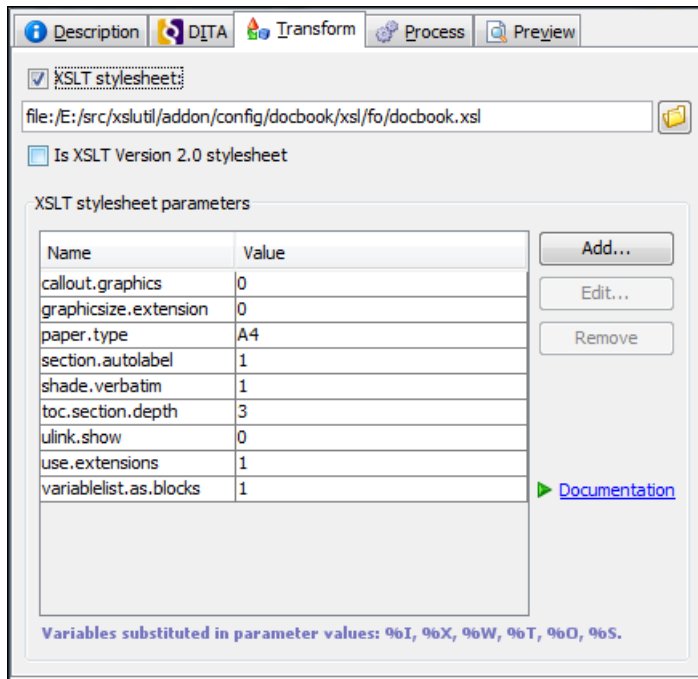 Description DITA Transform Process Preview
XSLT stylesheet:
file:/E:/src/xslutil/addon/config/docbook/xsl/fo/docbook.xsl
Is XSLT Version 2.0 stylesheet
XSLT stylesheet parameters
Name Value
callout.graphics 0
graphicsize.extension 0
paper.type A4
section.autolabel 1
shade.verbatim 1
toc.section.depth 3
ulink.show 0
use.extensions 1
variablelist.as.blocks 1
Add...
Edit...
Remove
Documentation
Variables substituted in parameter values: %I, %X, %W, %T, %O, %S.